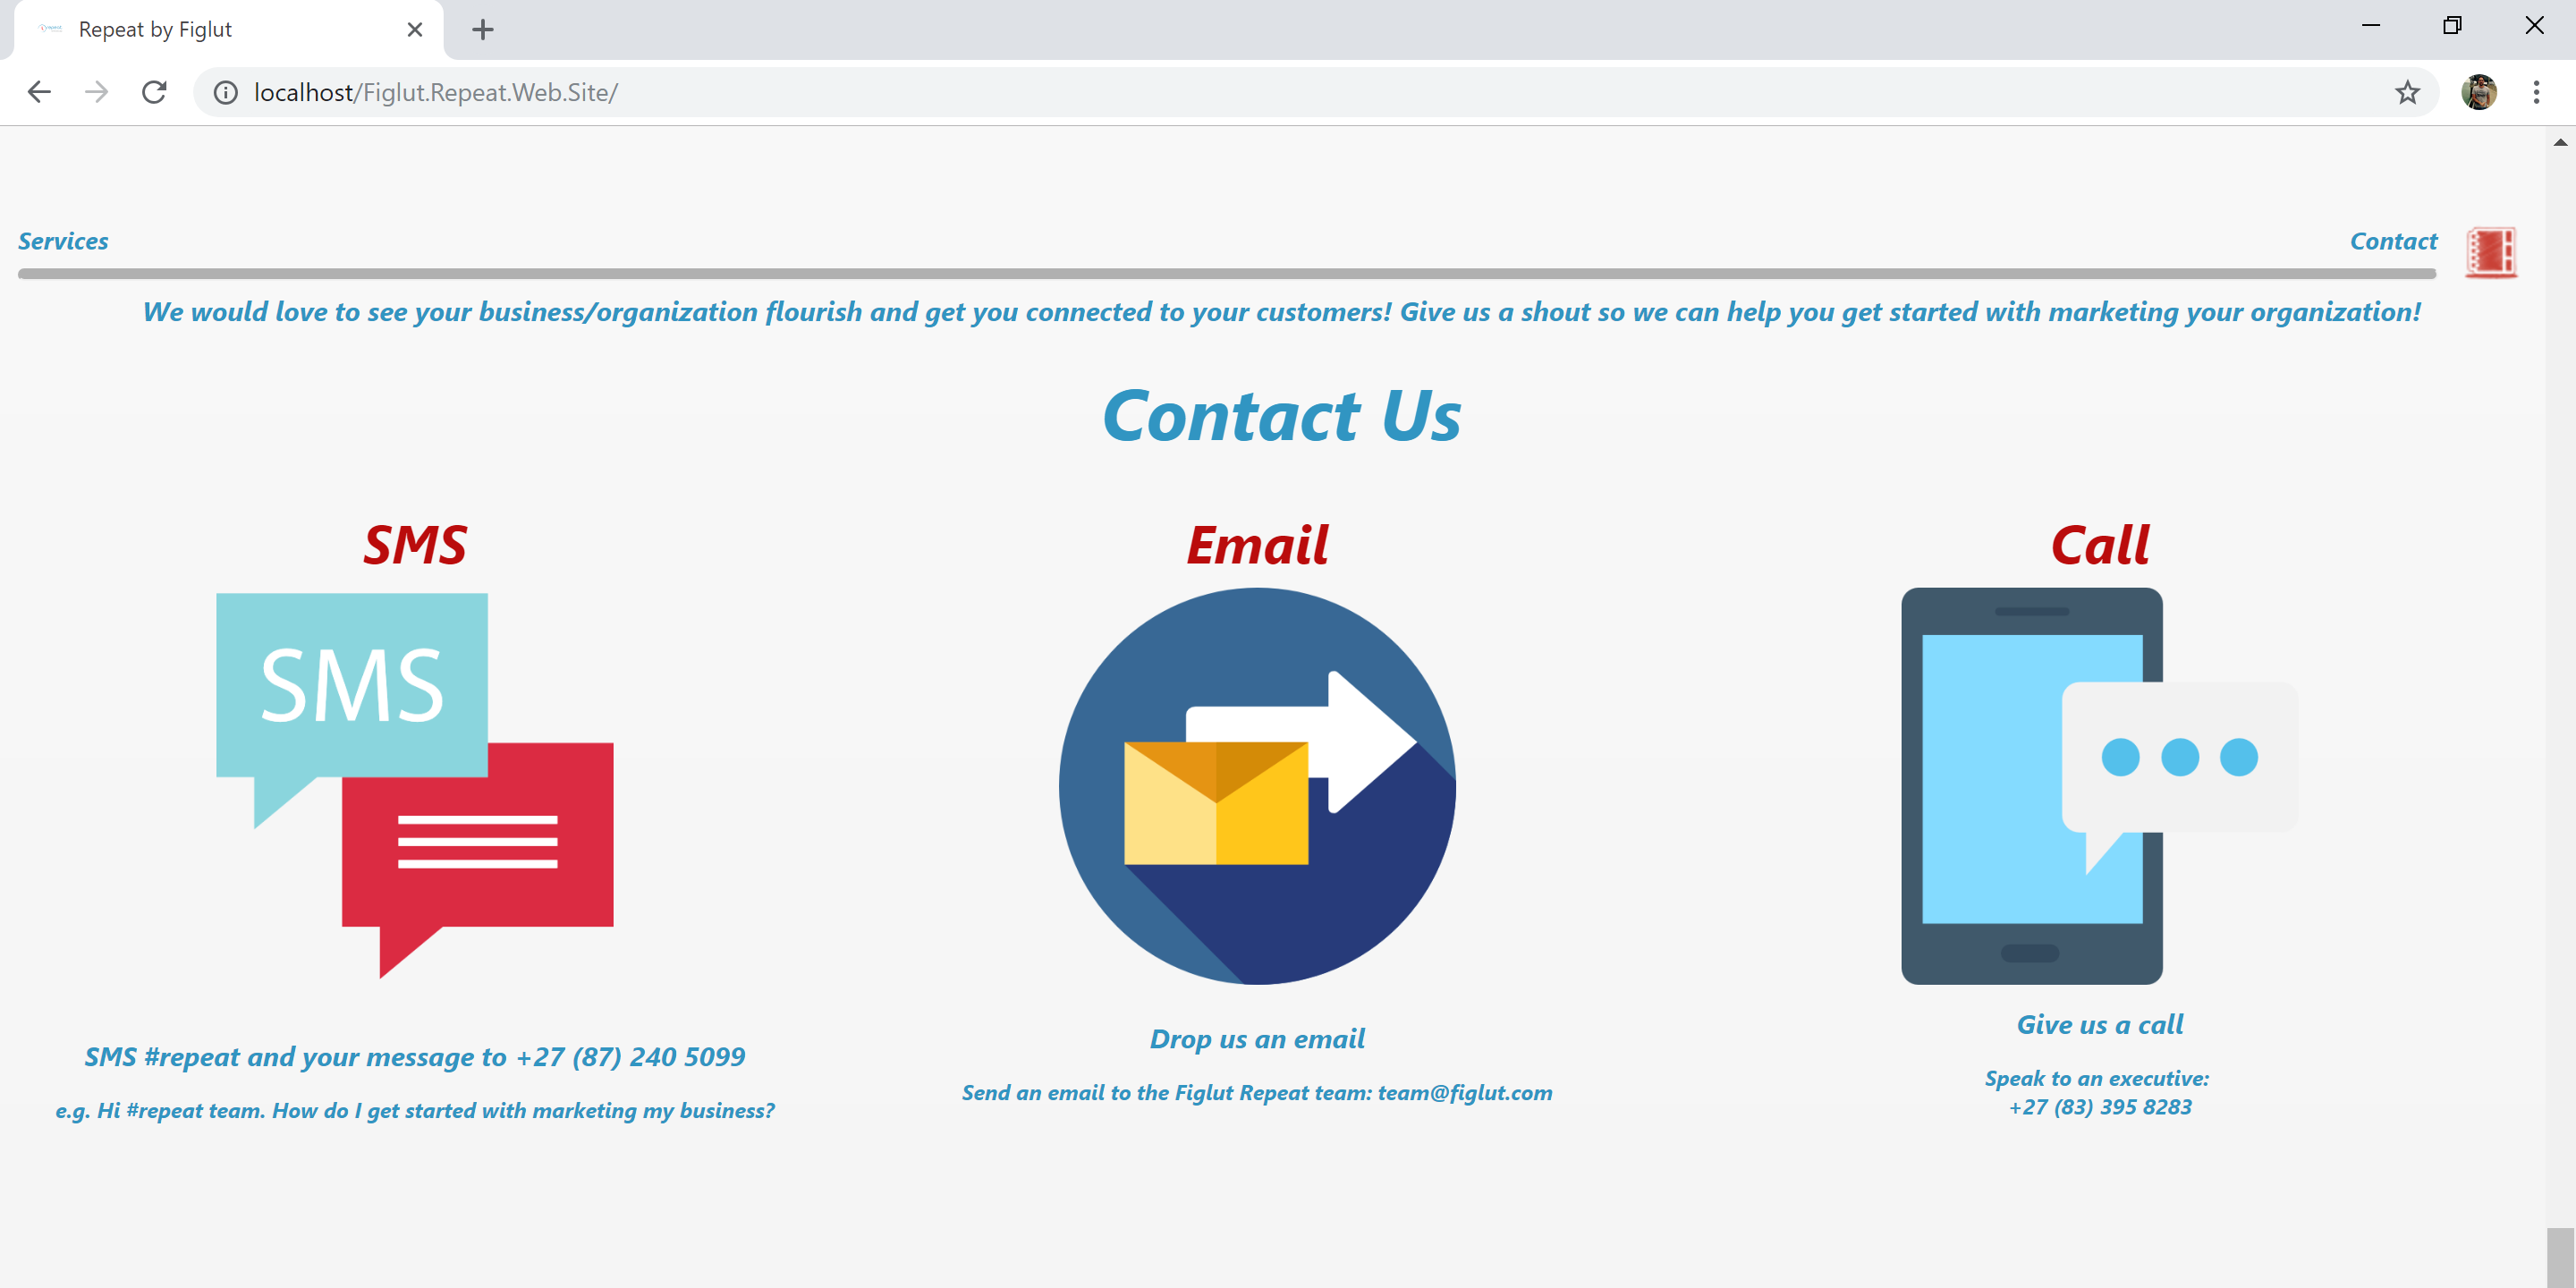 Repeat by Figlut
localhost/Figlut.Repeat.Web.Site/
Services
Contact
We would love to see your business/organization flourish and get you connected to your customers! Give us a shout so we can help you get started with marketing your organization!
Contact Us
SMS
Email
Call
SMS
SMS #repeat and your message to +27 (87) 240 5099
e.g. Hi #repeat team. How do I get started with marketing my business?
Drop us an email
Send an email to the Figlut Repeat team: team@figlut.com
Give us a call
Speak to an executive:
+27 (83) 395 8283